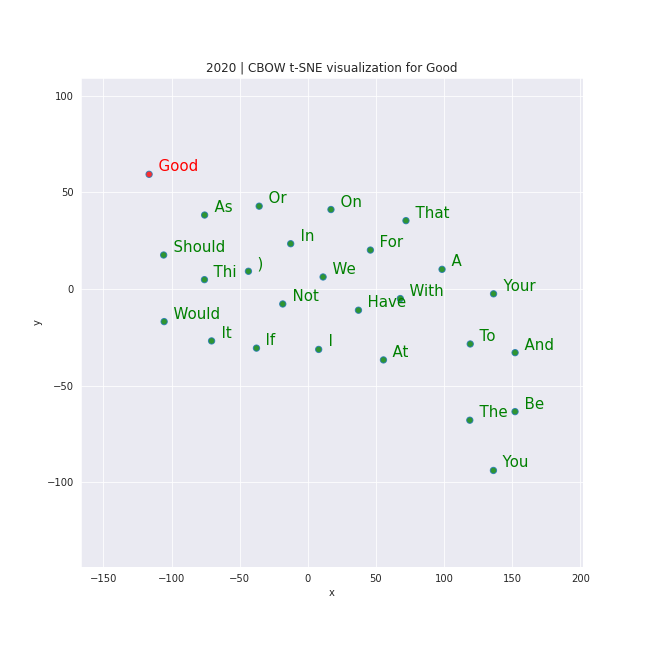 2020 | CBOW t-SNE visualization for Good
100
50
0
−50
−100
y
Good
As
Or
On
That
Should
In
For
Thi
)
We
A
Would
Not
Have
With
Your
It
If
I
At
To
And
The
Be
You
−150
−100
−50
0
50
100
150
200
x